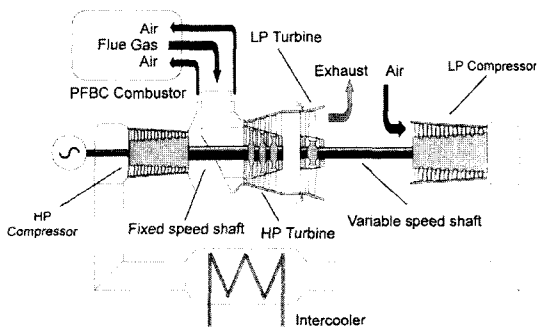 Air
Flue Gas
Air
PFBC Combustor
LP Turbine
Exhaust
Air
LP Compressor
HP
Compressor
Fixed speed shaft
HP Turbine
Variable speed shaft
Intercooler